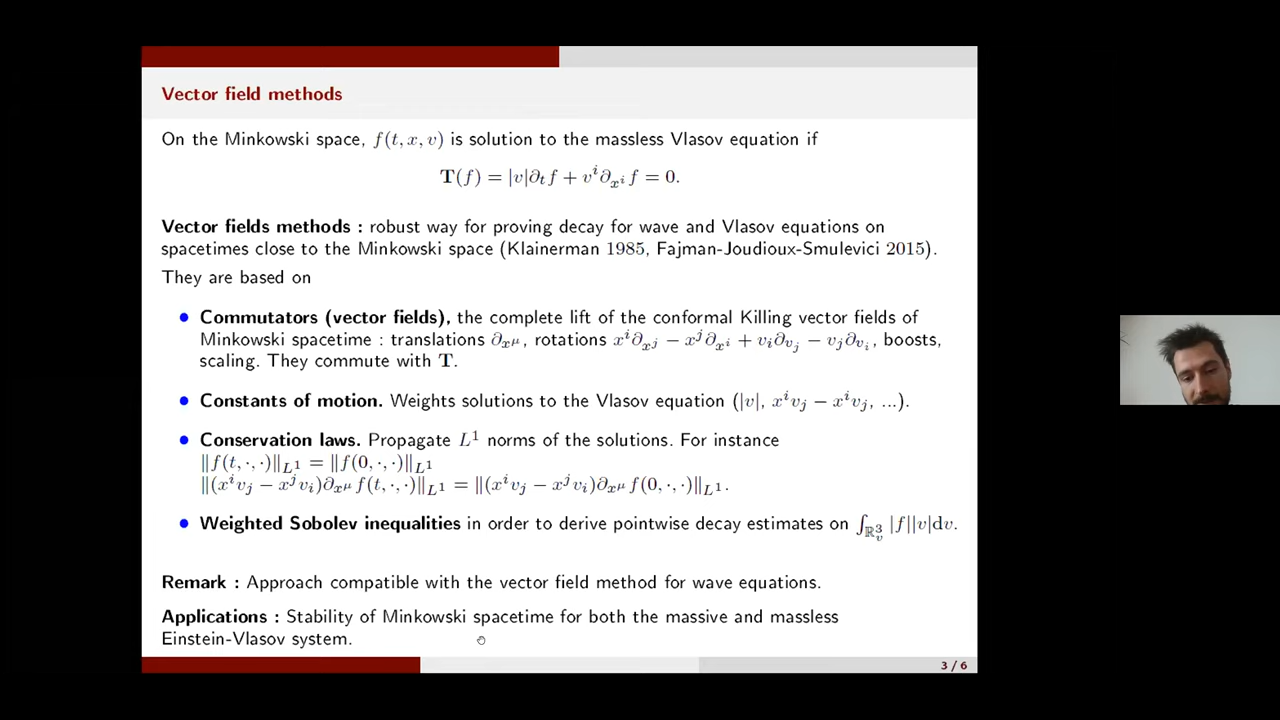 Vector field methods
On the Minkowski space, f(t, x, v) is solution to the massless Vlasov equation if
T(f) = |v|∂_t f + v^i ∂_{x^i} f = 0.
Vector fields methods : robust way for proving decay for wave and Vlasov equations on
spacetimes close to the Minkowski space (Klainerman 1985, Fajman-Joudioux-Smulevici 2015).
They are based on
● Commutators (vector fields), the complete lift of the conformal Killing vector fields of
Minkowski spacetime : translations ∂_{x^μ}, rotations x^i ∂_{x^j} − x^j ∂_{x^i} + v_i ∂_{v_j} − v_j ∂_{v_i}, boosts,
scaling. They commute with T.
● Constants of motion. Weights solutions to the Vlasov equation (|v|, x^i v_j − x^i v_j, ...).
● Conservation laws. Propagate L^1 norms of the solutions. For instance
‖f(t, ·, ·)‖_{L^1} = ‖f(0, ·, ·)‖_{L^1}
‖(x^i v_j − x^j v_i)∂_{x^μ} f(t, ·, ·)‖_{L^1} = ‖(x^i v_j − x^j v_i)∂_{x^μ} f(0, ·, ·)‖_{L^1}.
● Weighted Sobolev inequalities in order to derive pointwise decay estimates on ∫_{ℝ^3_v} |f||v|dv.
Remark : Approach compatible with the vector field method for wave equations.
Applications : Stability of Minkowski spacetime for both the massive and massless
Einstein-Vlasov system.
3 / 6